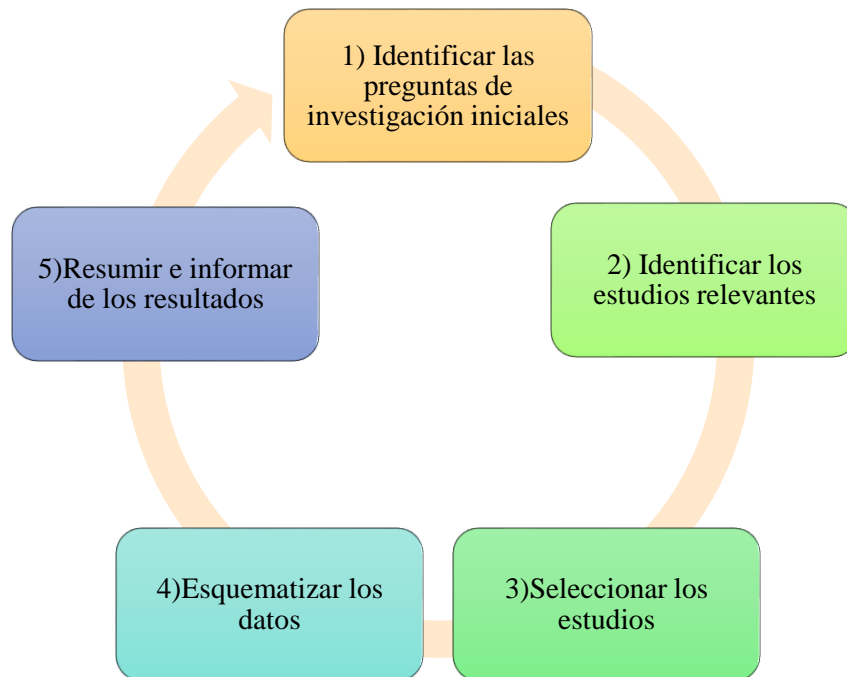 1) Identificar las
preguntas de
investigación iniciales
2) Identificar los
estudios relevantes
3)Seleccionar los
estudios
4)Esquematizar los
datos
5)Resumir e informar
de los resultados